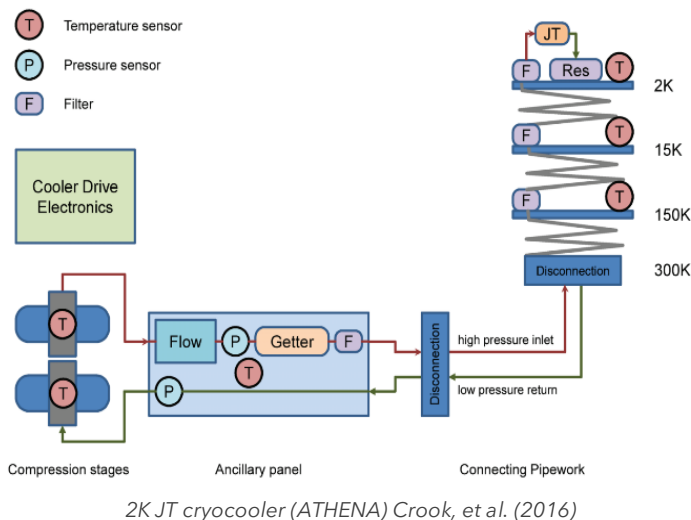 T Temperature sensor
P Pressure sensor
F Filter
Cooler Drive
Electronics
JT
F Res T
2K
F T
15K
F T
150K
Disconnection 300K
T
Flow P Getter F
T
Disconnection
high pressure inlet
low pressure return
T
P
Compression stages Ancillary panel Connecting Pipework
2K JT cryocooler (ATHENA) Crook, et al. (2016)